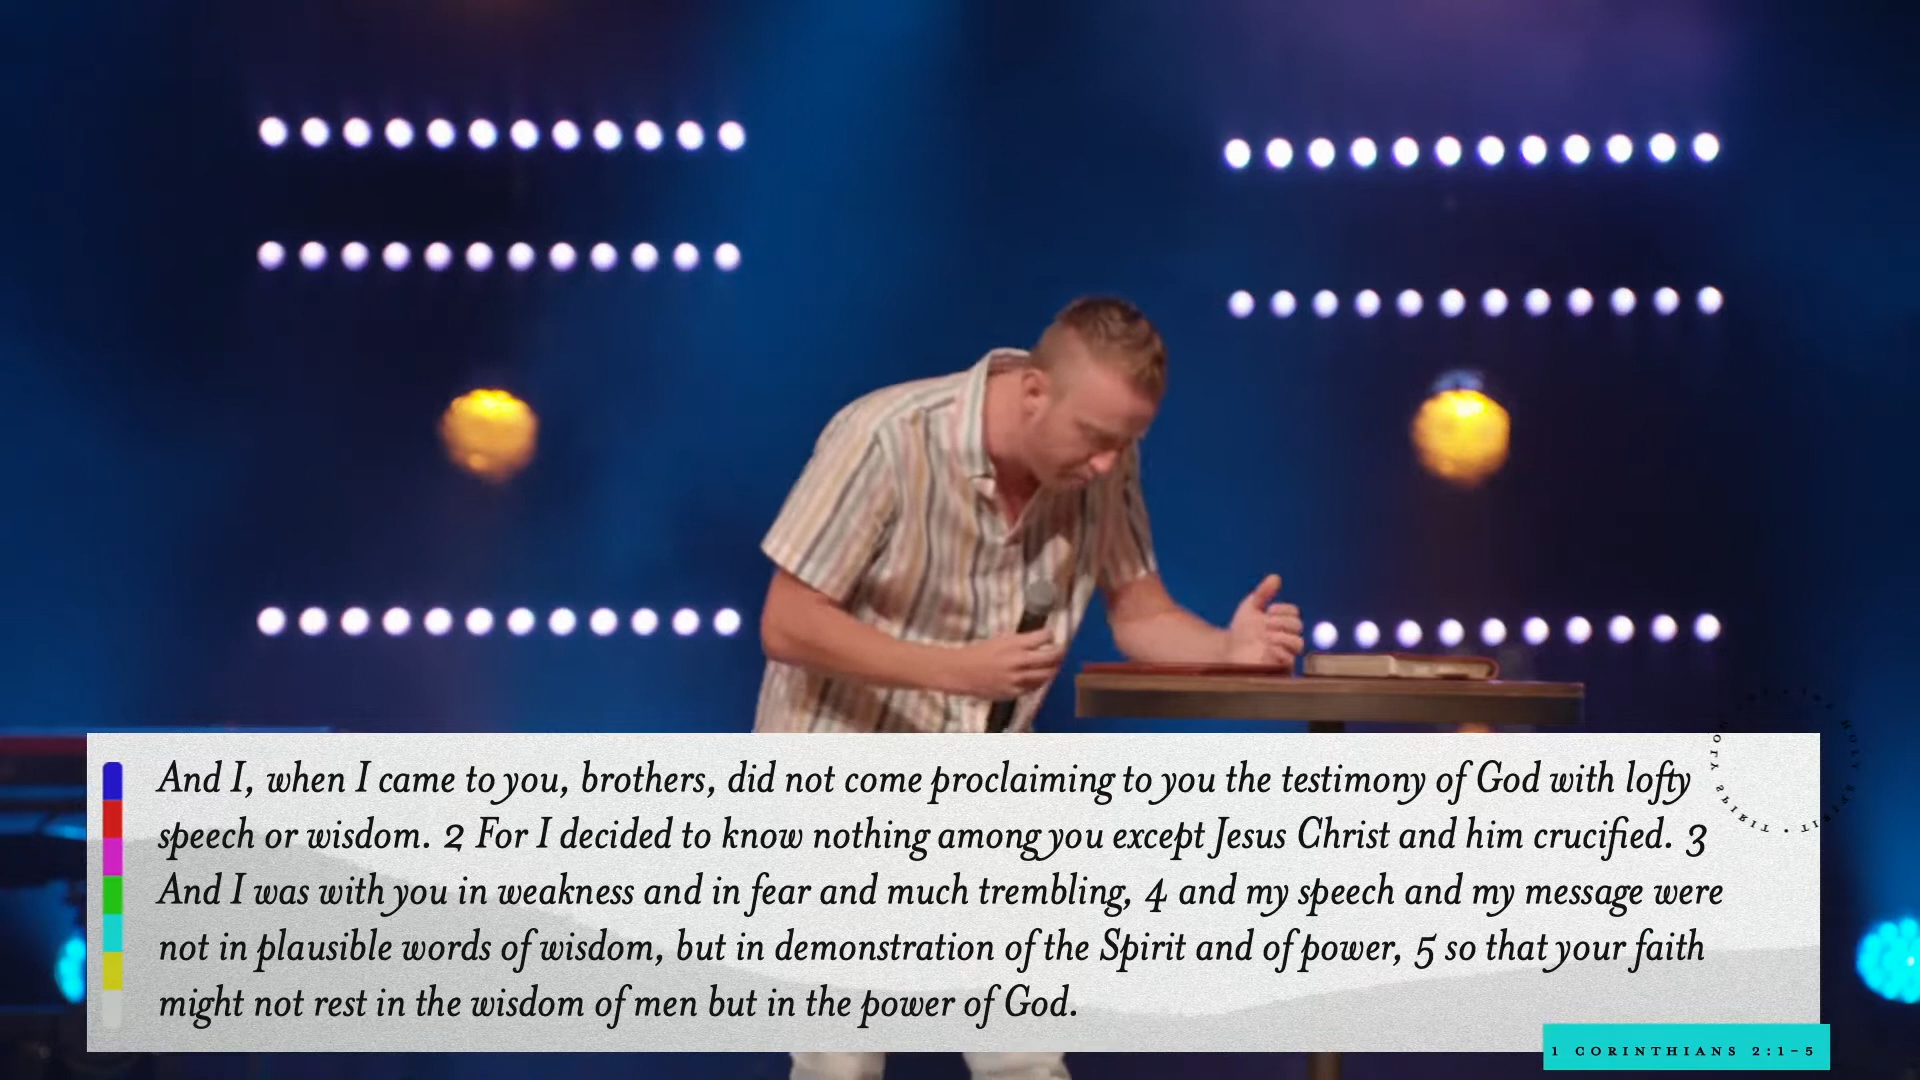 And I, when I came to you, brothers, did not come proclaiming to you the testimony of God with lofty
speech or wisdom. 2 For I decided to know nothing among you except Jesus Christ and him crucified. 3
And I was with you in weakness and in fear and much trembling, 4 and my speech and my message were
not in plausible words of wisdom, but in demonstration of the Spirit and of power, 5 so that your faith
might not rest in the wisdom of men but in the power of God.
1 CORINTHIANS 2:1-5